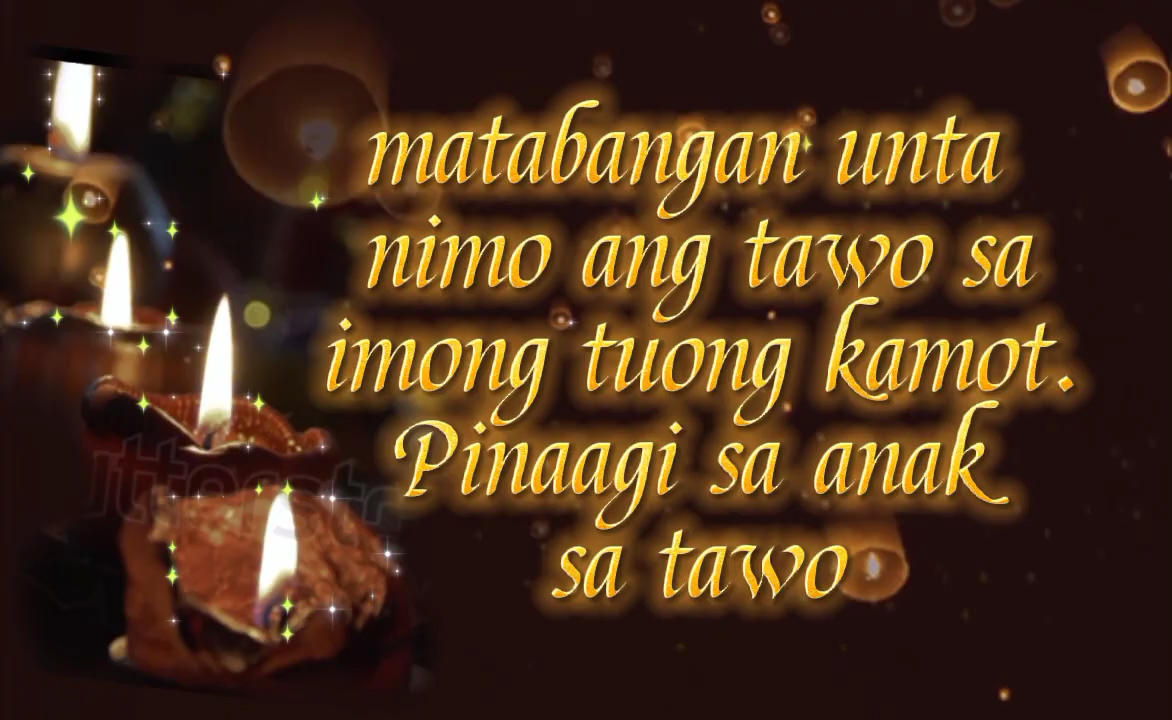 matabangan unta
nimo ang tawo sa
imong tuong kamot.
Pinaagi sa anak
sa tawo